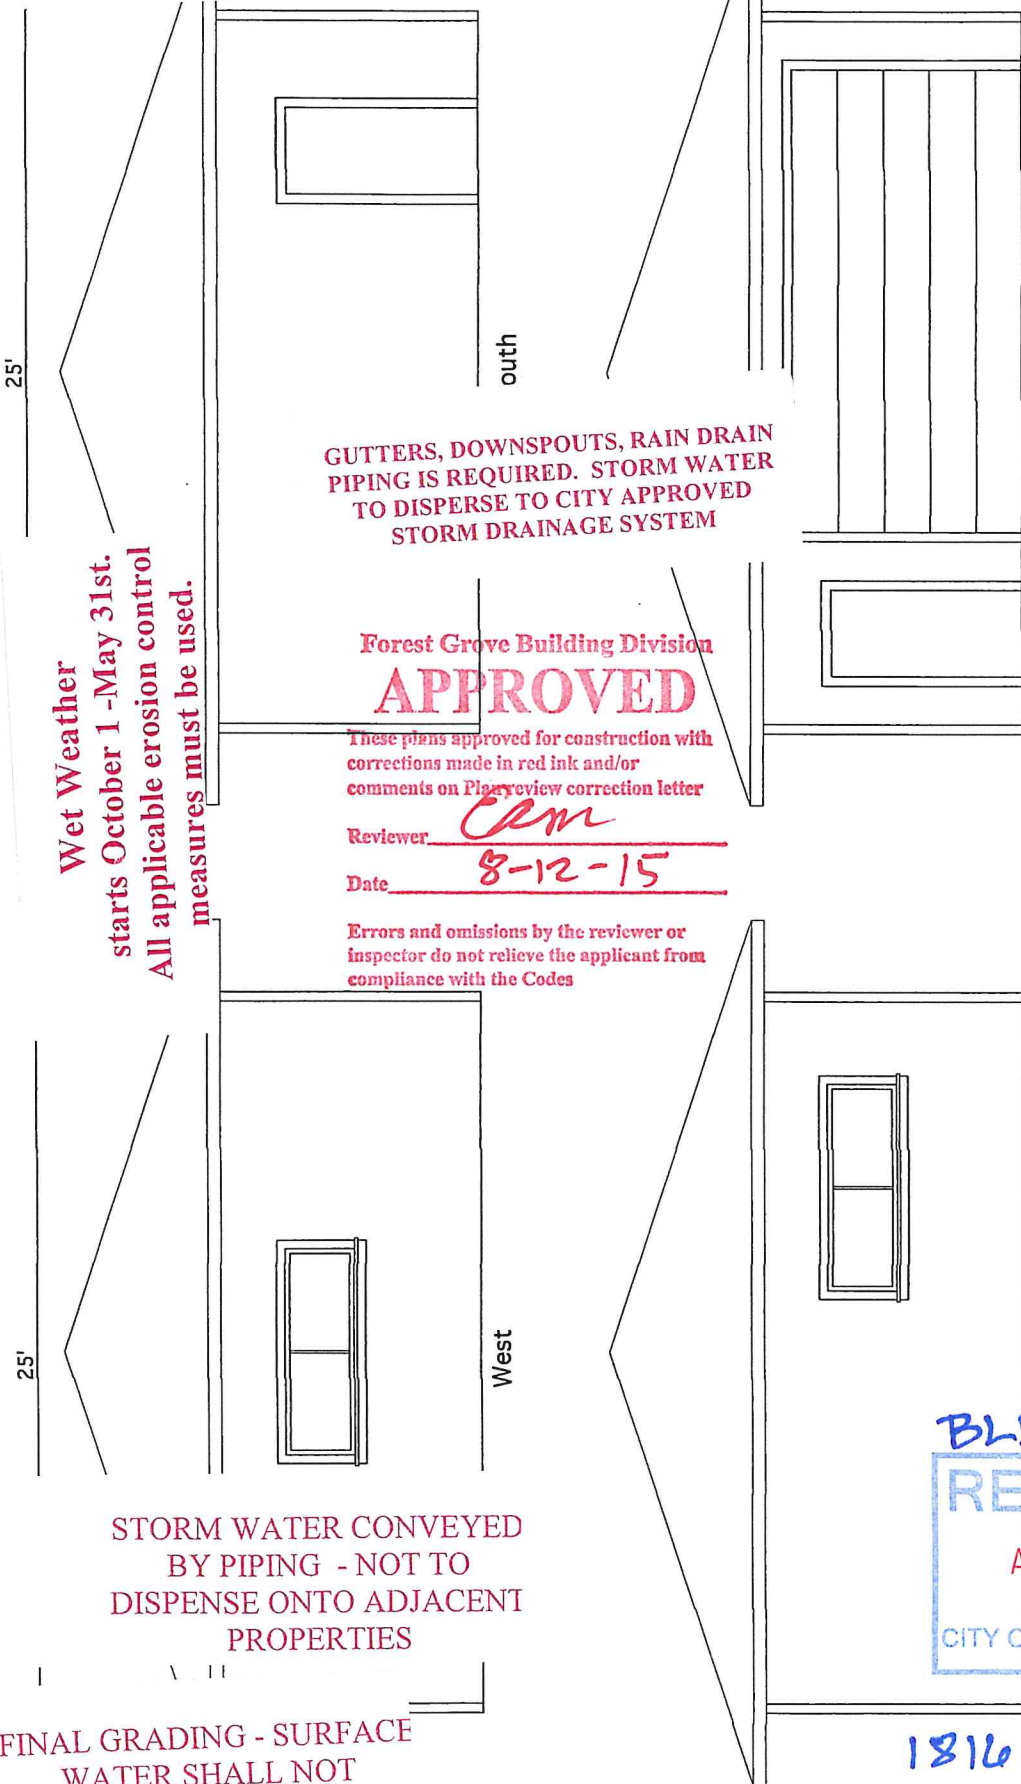 25'
outh
GUTTERS, DOWNSPOUTS, RAIN DRAIN
PIPING IS REQUIRED. STORM WATER
TO DISPERSE TO CITY APPROVED
STORM DRAINAGE SYSTEM
Wet Weather
starts October 1 -May 31st.
All applicable erosion control
measures must be used.
Forest Grove Building Division
APPROVED
These plans approved for construction with
corrections made in red ink and/or
comments on Plan review correction letter
Reviewer
Date 8-12-15
Errors and omissions by the reviewer or
inspector do not relieve the applicant from
compliance with the Codes
25'
West
STORM WATER CONVEYED
BY PIPING - NOT TO
DISPENSE ONTO ADJACENT
PROPERTIES
FINAL GRADING - SURFACE
WATER SHALL NOT
RE
A
CITY
1816